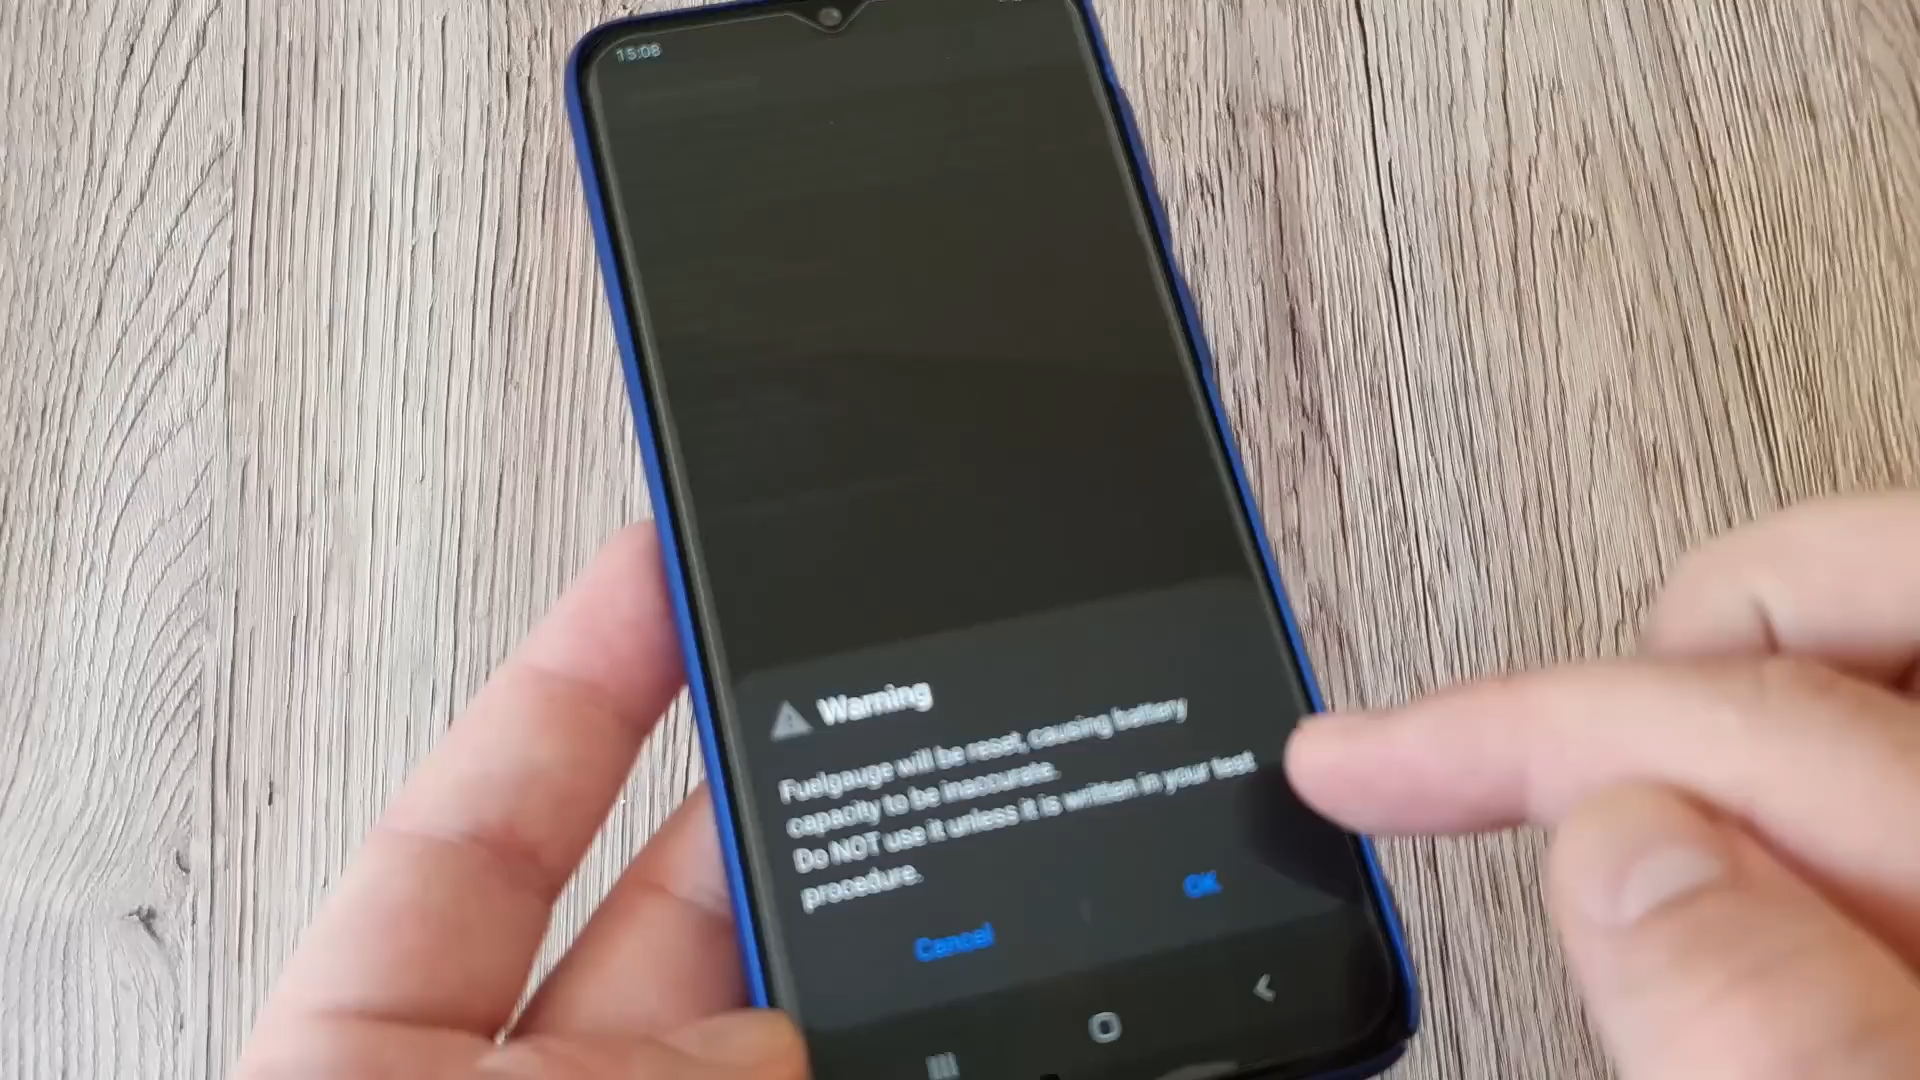 15:08
Warning
Fuelgauge will be reset, causing battery
capacity to be inaccurate.
Do NOT use it unless it is written in your test
procedure.
Cancel
OK